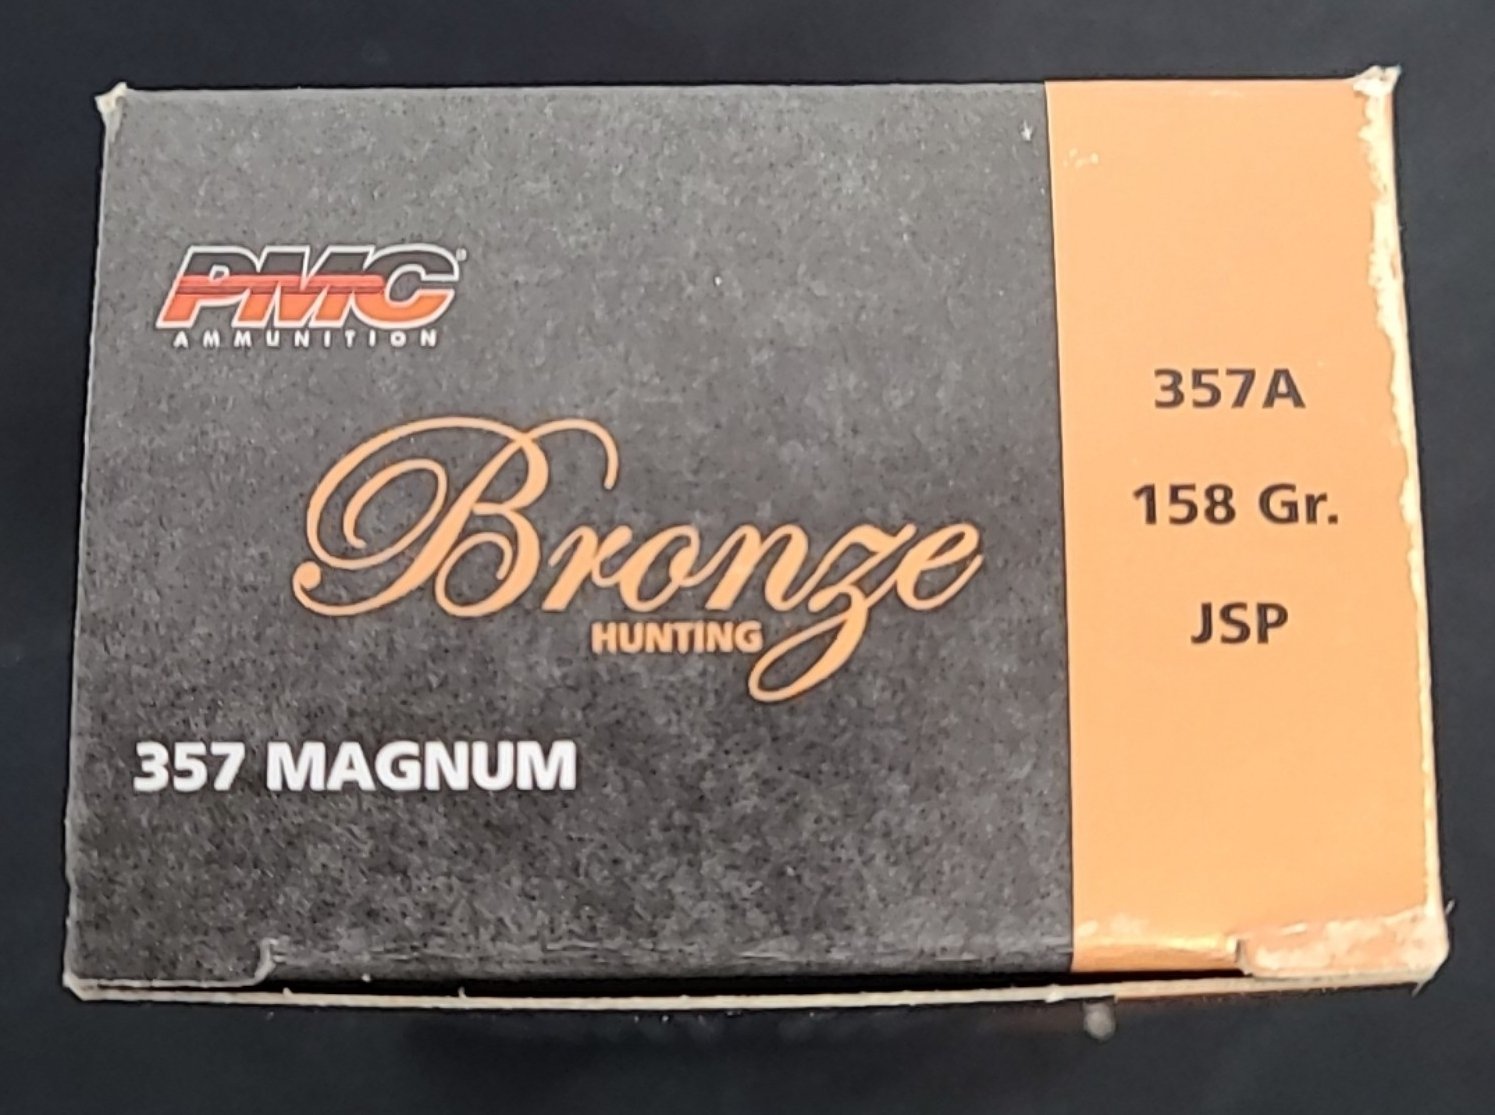 PMC®
AMMUNITION
Bronze
HUNTING
357 MAGNUM
357A
158 Gr.
JSP